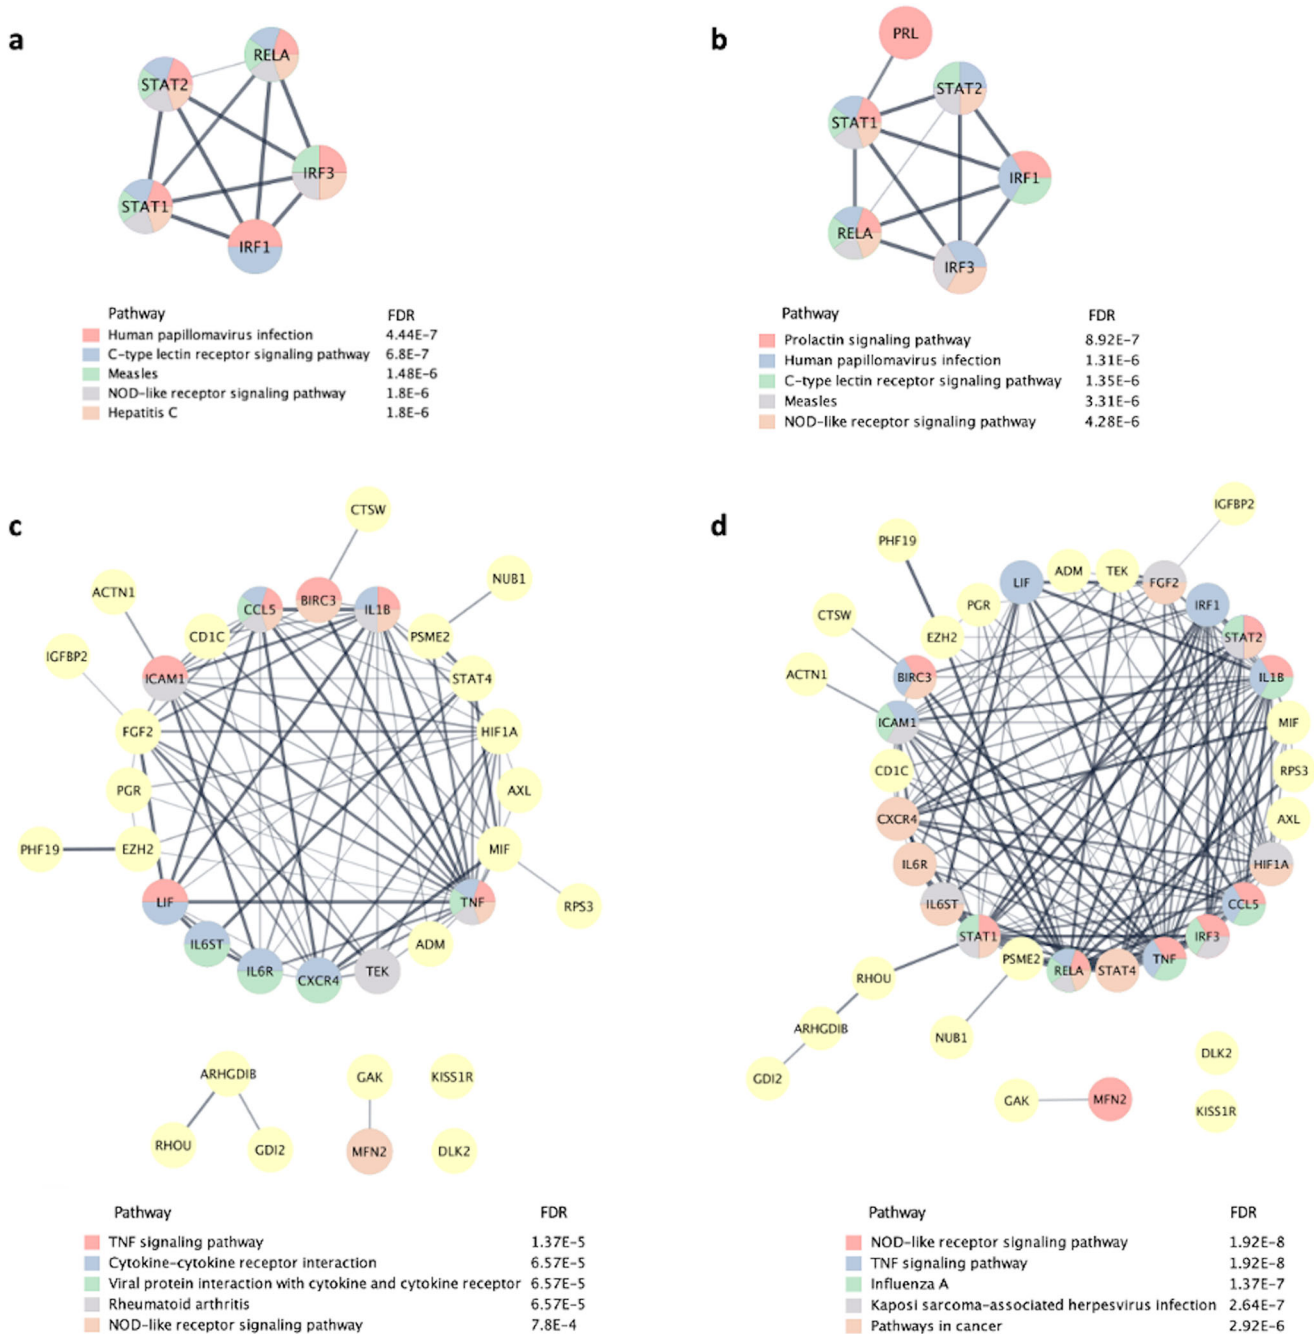 a
RELA
STAT2
IRF3
STAT1
IRF1
Pathway FDR
Human papillomavirus infection 4.44E-7
C-type lectin receptor signaling pathway 6.8E-7
Measles 1.48E-6
NOD-like receptor signaling pathway 1.8E-6
Hepatitis C 1.8E-6
b
PRL
STAT2
STAT1
IRF1
RELA
IRF3
Pathway FDR
Prolactin signaling pathway 8.92E-7
Human papillomavirus infection 1.31E-6
C-type lectin receptor signaling pathway 1.35E-6
Measles 3.31E-6
NOD-like receptor signaling pathway 4.28E-6
c
CTSW
NUB1
ACTN1
BIRC3
CCL5
IL1B
CD1C
PSME2
IGFBP2
ICAM1
STAT4
FGF2
HIF1A
PGR
AXL
PHF19
EZH2
MIF
LIF
TNF
RPS3
IL6ST
ADM
IL6R
CXCR4
TEK
ARHGDIB
GAK
KISS1R
RHOU
GDI2
MFN2
DLK2
Pathway FDR
TNF signaling pathway 1.37E-5
Cytokine-cytokine receptor interaction 6.57E-5
Viral protein interaction with cytokine and cytokine receptor 6.57E-5
Rheumatoid arthritis 6.57E-5
NOD-like receptor signaling pathway 7.8E-4
d
IGFBP2
PHF19
LIF
ADM
TEK
FGF2
PGR
IRF1
CTSW
EZH2
STAT2
ACTN1
BIRC3
IL1B
ICAM1
MIF
CD1C
RPS3
CXCR4
AXL
IL6R
HIF1A
IL6ST
CCL5
STAT1
IRF3
PSME2
RELA
STAT4
TNF
RHOU
ARHGDIB
NUB1
GDI2
DLK2
GAK
MFN2
KISS1R
Pathway FDR
NOD-like receptor signaling pathway 1.92E-8
TNF signaling pathway 1.92E-8
Influenza A 1.37E-7
Kaposi sarcoma-associated herpesvirus infection 2.64E-7
Pathways in cancer 2.92E-6